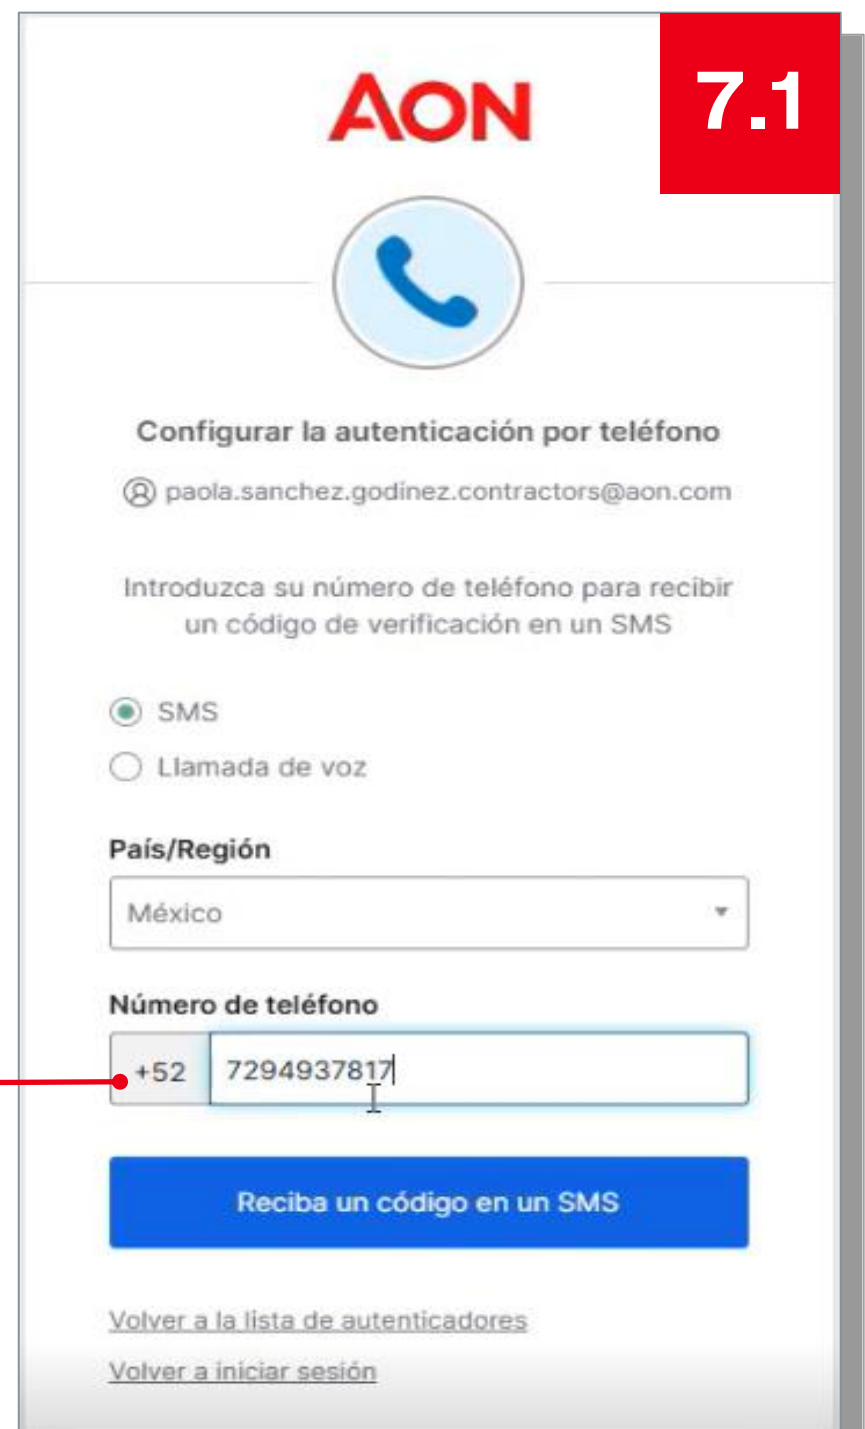 AON
7.1
Configurar la autenticación por teléfono
paola.sanchez.godinez.contractors@aon.com
Introduzca su número de teléfono para recibir
un código de verificación en un SMS
SMS
Llamada de voz
País/Región
México
Número de teléfono
+52 7294937817
Reciba un código en un SMS
Volver a la lista de autenticadores
Volver a iniciar sesión